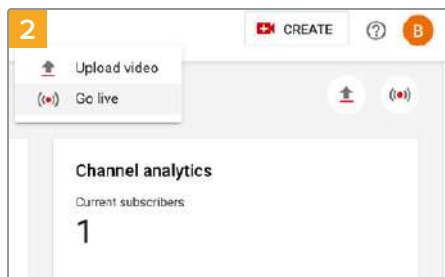 2
CREATE
B
Upload video
Go live
Channel analytics
Current subscribers
1